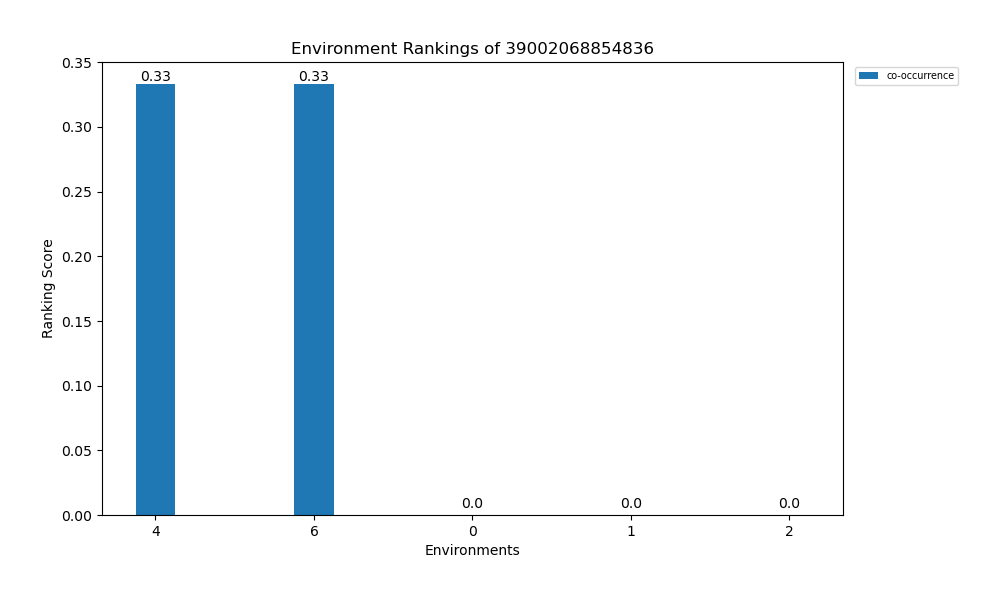 Environment Rankings of 39002068854836
co-occurrence
0.35
0.30
0.25
0.20
0.15
0.10
0.05
0.00
Ranking Score
0.33 0.33 0.0 0.0 0.0
4 6 0 1 2
Environments